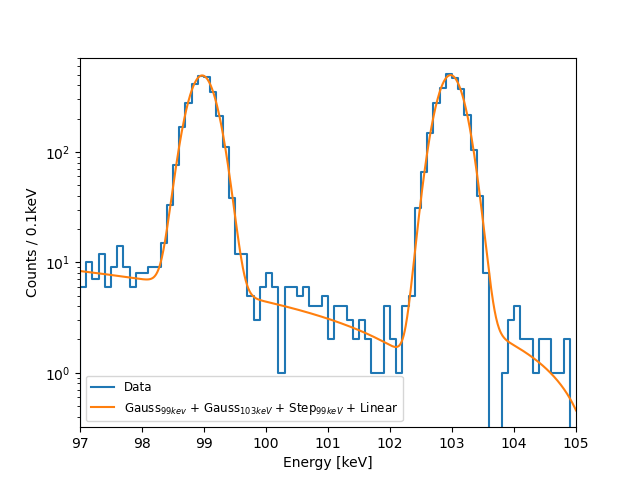 Counts / 0.1keV
10²
10¹
10⁰
Data
Gauss₉₉ₖₑᵥ + Gauss₁₀₃ₖₑV + Step₉₉ₖₑV + Linear
97 98 99 100 101 102 103 104 105
Energy [keV]